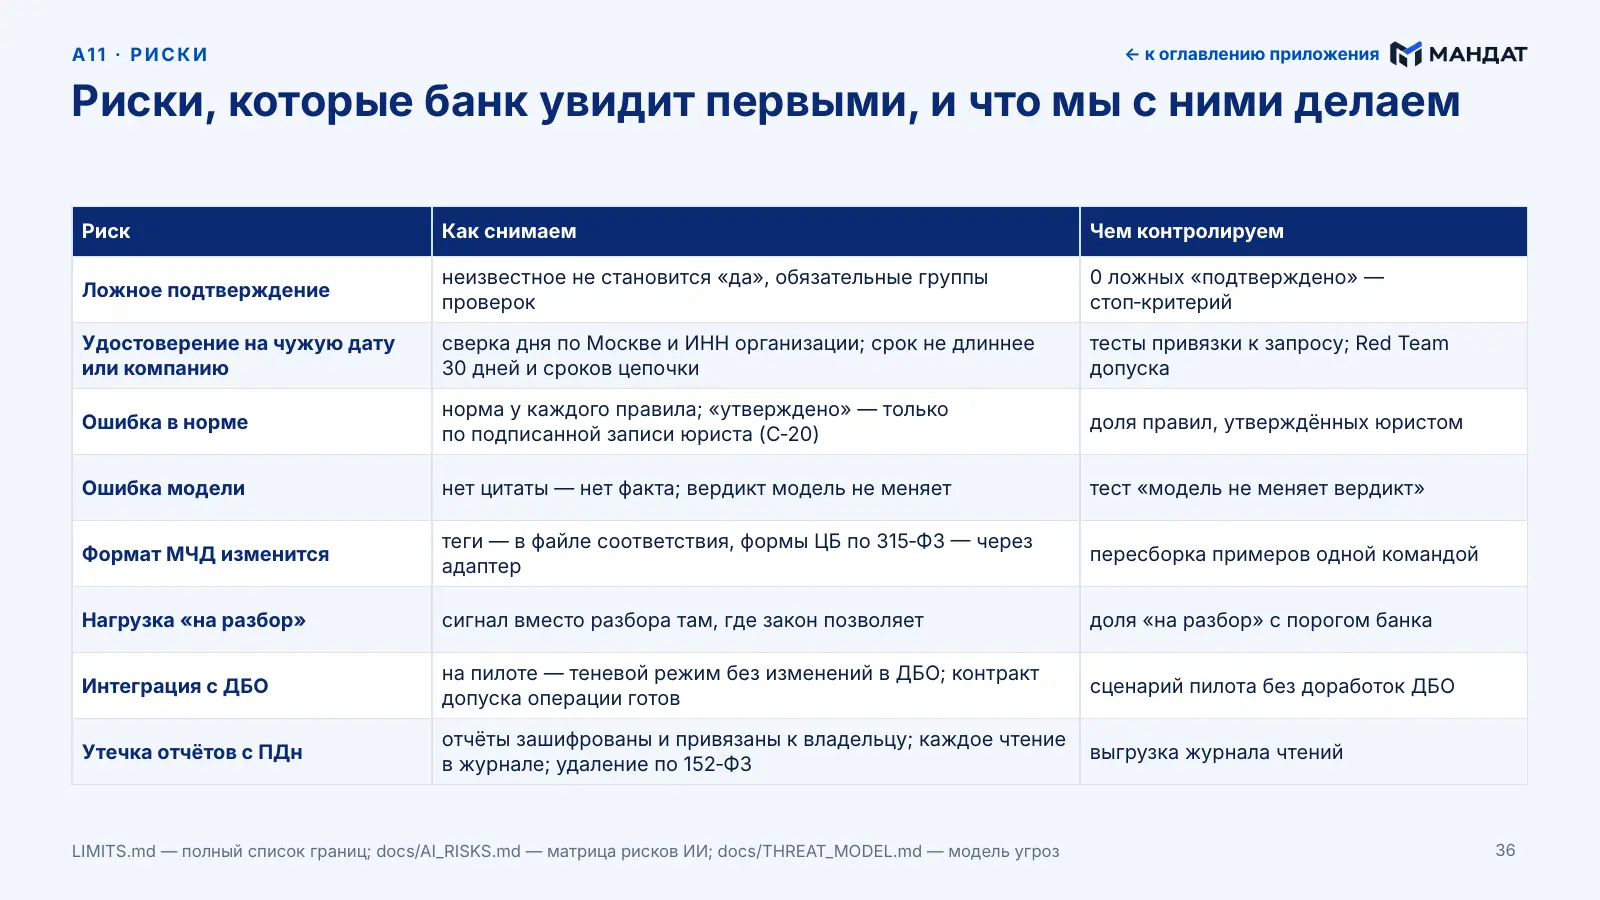 А11 · РИСКИ
← к оглавлению приложения
МАНДАТ
Риски, которые банк увидит первыми, и что мы с ними делаем
Риск
Как снимаем
Чем контролируем
Ложное подтверждение
неизвестное не становится «да», обязательные группы
проверок
0 ложных «подтверждено» —
стоп-критерий
Удостоверение на чужую дату
или компанию
сверка дня по Москве и ИНН организации; срок не длиннее
30 дней и сроков цепочки
тесты привязки к запросу; Red Team
допуска
Ошибка в норме
норма у каждого правила; «утверждено» — только
по подписанной записи юриста (С-20)
доля правил, утверждённых юристом
Ошибка модели
нет цитаты — нет факта; вердикт модель не меняет
тест «модель не меняет вердикт»
Формат МЧД изменится
теги — в файле соответствия, формы ЦБ по 315-ФЗ — через
адаптер
пересборка примеров одной командой
Нагрузка «на разбор»
сигнал вместо разбора там, где закон позволяет
доля «на разбор» с порогом банка
Интеграция с ДБО
на пилоте — теневой режим без изменений в ДБО; контракт
допуска операции готов
сценарий пилота без доработок ДБО
Утечка отчётов с ПДн
отчёты зашифрованы и привязаны к владельцу; каждое чтение
в журнале; удаление по 152-ФЗ
выгрузка журнала чтений
LIMITS.md — полный список границ; docs/AI_RISKS.md — матрица рисков ИИ; docs/THREAT_MODEL.md — модель угроз
36